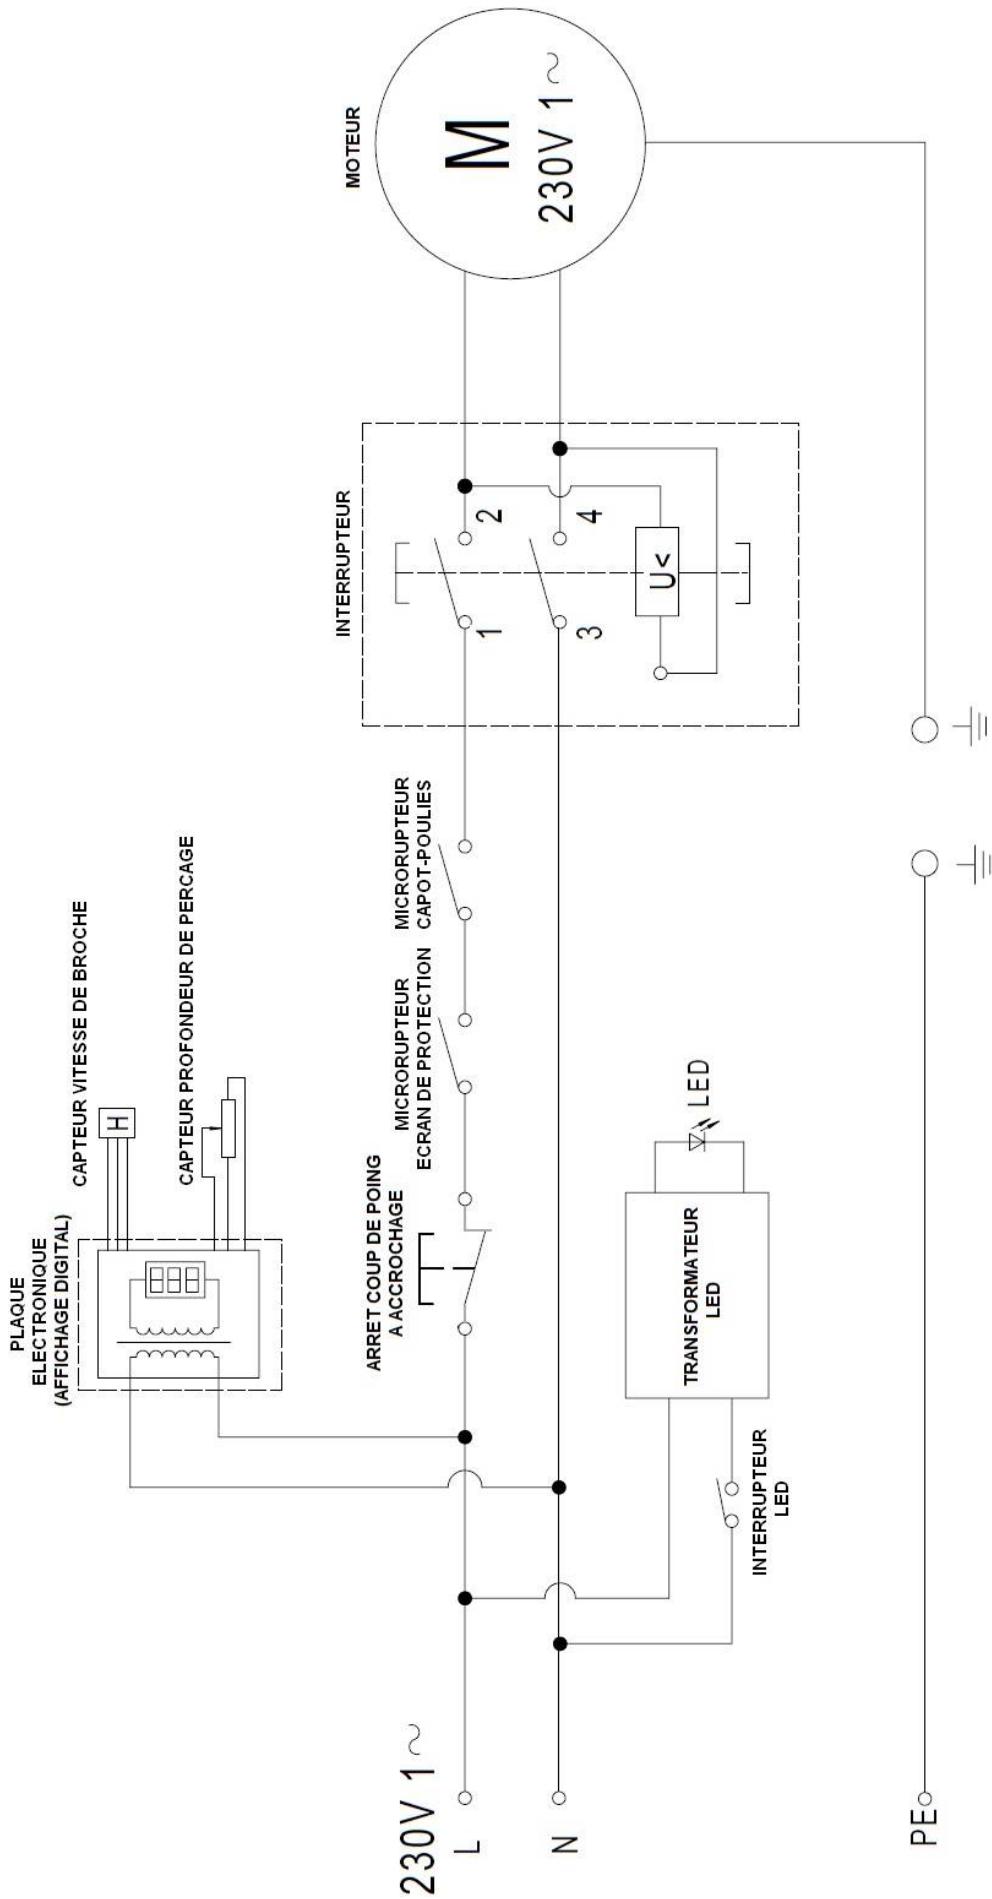 PLAQUE
ELECTRONIQUE
(AFFICHAGE DIGITAL)
CAPTEUR VITESSE DE BROCHE
H
CAPTEUR PROFONDEUR DE PERCAGE
ARRET COUP DE POING
A ACCROCHAGE
MICRORUPTEUR
ECRAN DE PROTECTION
MICRORUPTEUR
CAPOT-POULIES
INTERRUPTEUR
1
2
3
4
U<
MOTEUR
M
230V 1~
230V 1~
L
N
TRANSFORMATEUR
LED
LED
INTERRUPTEUR
LED
PE